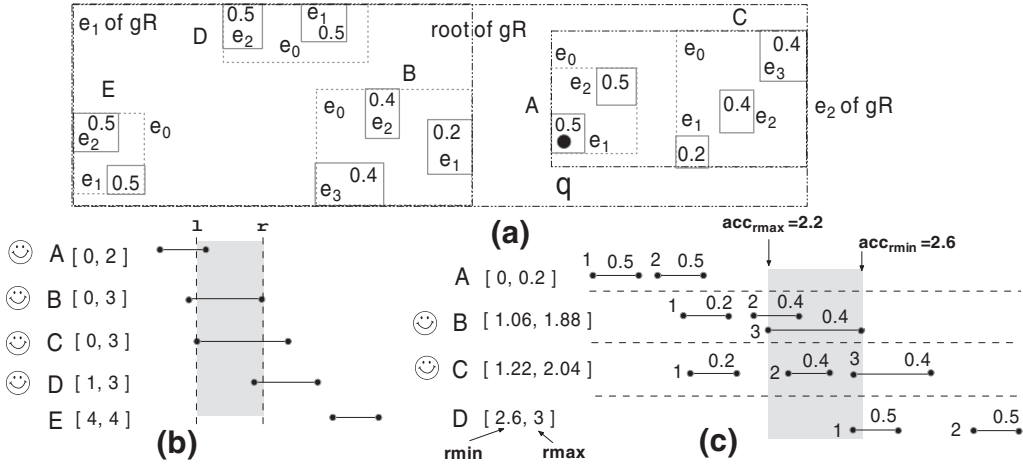 e1 of gR
D
0.5
e2
e1
0.5
e0
root of gR
C
E
0.5
e2
e0
e1
0.5
B
e0
0.4
e2
0.2
e1
e3
0.4
e0
e2
0.5
A
0.5
e1
q
e0
0.4
e3
0.4
e2
e1
0.2
e2 of gR
(a)
l
r
A [ 0, 2 ]
B [ 0, 3 ]
C [ 0, 3 ]
D [ 1, 3 ]
E [ 4, 4 ]
(b)
accrmax =2.2
accrmin =2.6
A [ 0, 0.2 ]
1 0.5 2 0.5
B [ 1.06, 1.88 ]
1 0.2 2 0.4
3 0.4
C [ 1.22, 2.04 ]
1 0.2 2 0.4 3 0.4
D [ 2.6, 3 ]
1 0.5 2 0.5
rmin
rmax
(c)